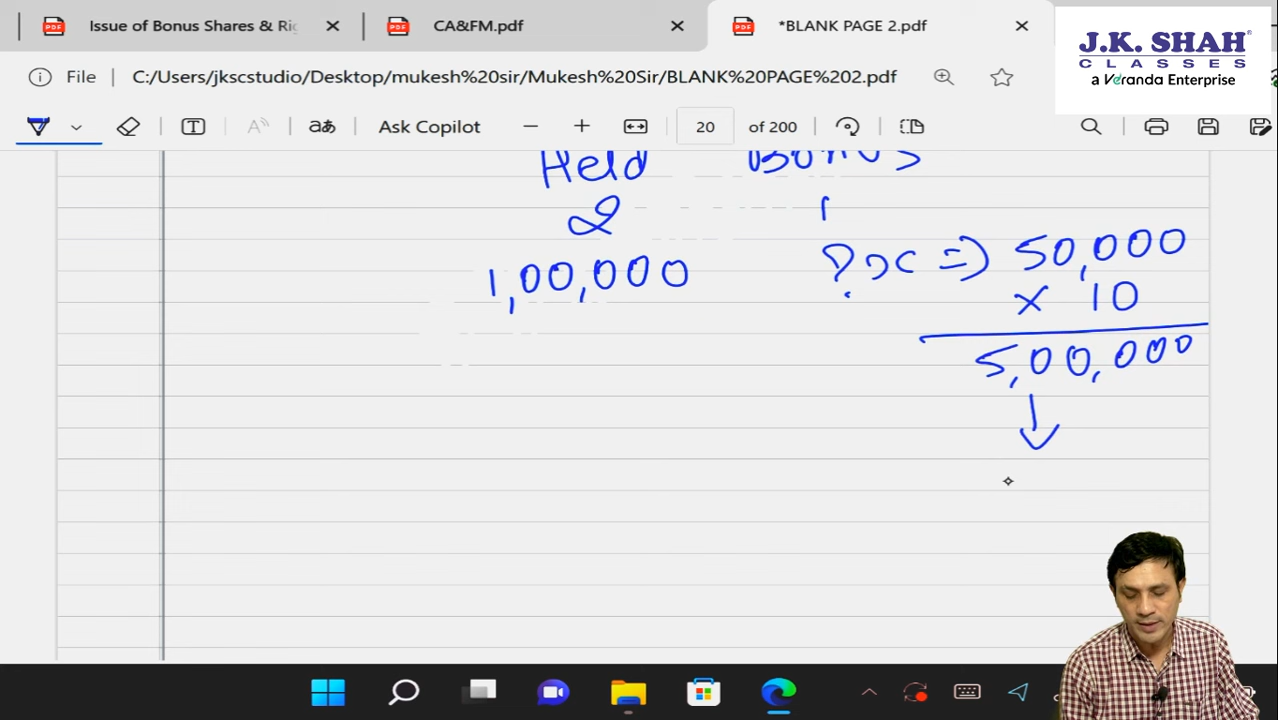 Issue of Bonus Shares & Rig
CA&FM.pdf
*BLANK PAGE 2.pdf
J.K. SHAH®
CLASSES
a Veranda Enterprise
File
C:/Users/jkscstudio/Desktop/mukesh%20sir/Mukesh%20Sir/BLANK%20PAGE%202.pdf
Ask Copilot
20 of 200
Held Bonus
2 1
1,00,000 ? x => 50,000
x 10
5,00,000